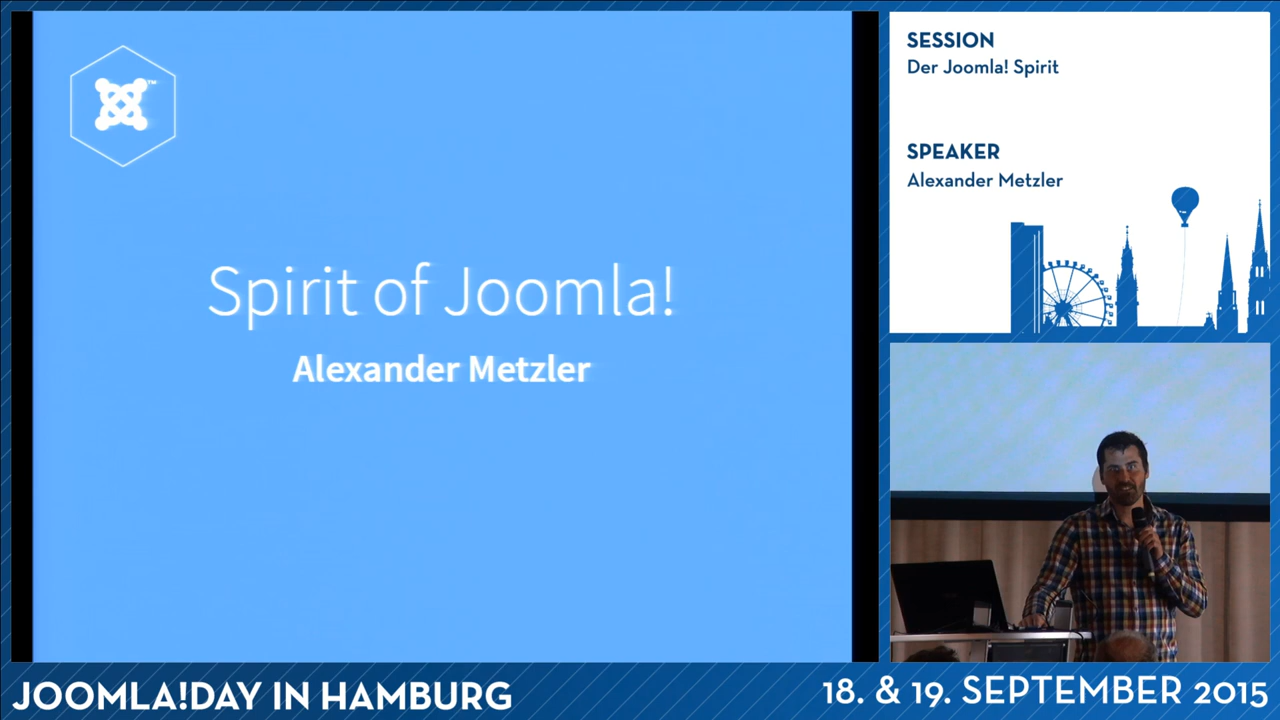 ™
Spirit of Joomla!
Alexander Metzler
SESSION
Der Joomla! Spirit
SPEAKER
Alexander Metzler
JOOMLA!DAY IN HAMBURG
18. & 19. SEPTEMBER 2015